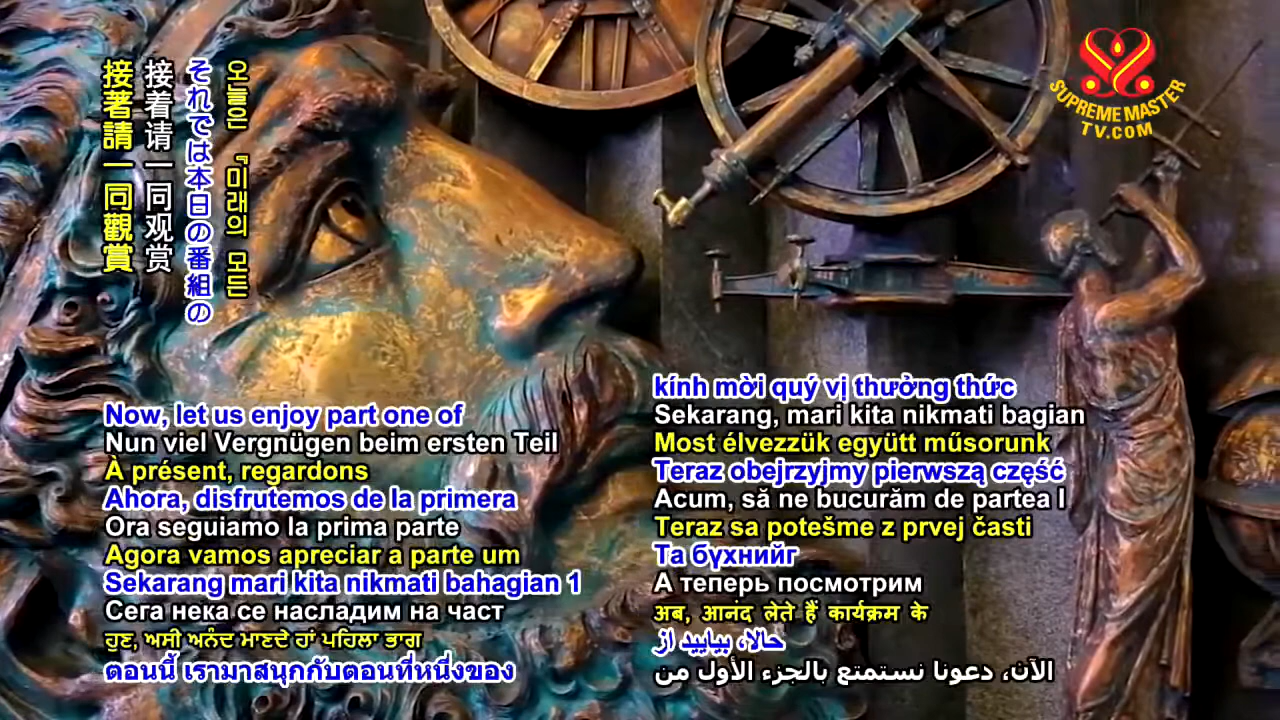 接著請一同觀賞
接着请一同观赏
それでは本日の番組の
오늘은 『미래의 모든
SUPREME MASTER
TV.COM
Now, let us enjoy part one of
Nun viel Vergnügen beim ersten Teil
À présent, regardons
Ahora, disfrutemos de la primera
Ora seguiamo la prima parte
Agora vamos apreciar a parte um
Sekarang mari kita nikmati bahagian 1
Сега нека се насладим на част
ਹੁਣ, ਅਸੀ ਅਨੰਦ ਮਾਣਦੇ ਹਾਂ ਪਹਿਲਾ ਭਾਗ
ตอนนี้ เรามาสนุกกับตอนที่หนึ่งของ
kính mời quý vị thưởng thức
Sekarang, mari kita nikmati bagian
Most élvezzük együtt műsorunk
Teraz obejrzyjmy pierwszą część
Acum, să ne bucurăm de partea I
Teraz sa potešme z prvej časti
Та бүхнийг
А теперь посмотрим
अब, आनंद लेते हैं कार्यक्रम के
حالا، بیایید از
الآن، دعونا نستمتع بالجزء الأول من